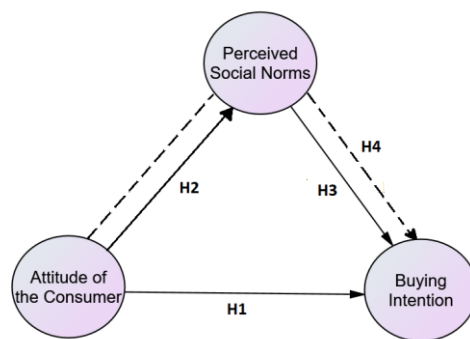 Perceived
Social Norms
H4
H2
H3
Attitude of
the Consumer
Buying
Intention
H1